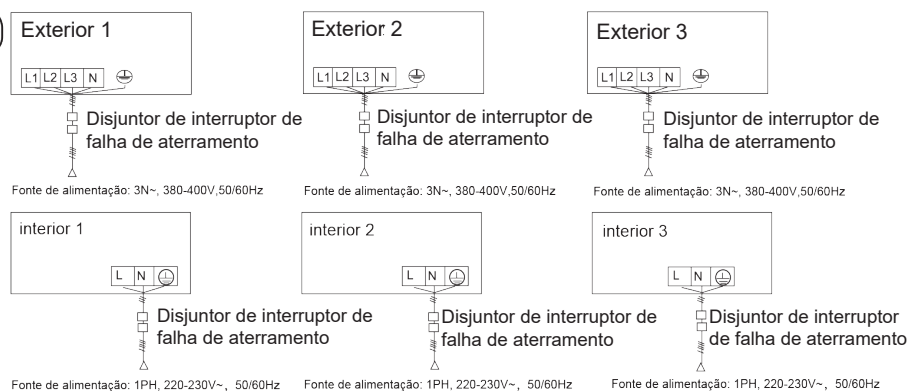 Exterior 1
L1 L2 L3 N
Disjuntor de interruptor de
falha de aterramento
Fonte de alimentação: 3N~, 380-400V,50/60Hz
Exterior 2
L1 L2 L3 N
Disjuntor de interruptor de
falha de aterramento
Fonte de alimentação: 3N~, 380-400V,50/60Hz
Exterior 3
L1 L2 L3 N
Disjuntor de interruptor de
falha de aterramento
Fonte de alimentação: 3N~, 380-400V,50/60Hz
interior 1
L N
Disjuntor de interruptor de
falha de aterramento
Fonte de alimentação: 1PH, 220-230V~, 50/60Hz
interior 2
L N
Disjuntor de interruptor de
falha de aterramento
Fonte de alimentação: 1PH, 220-230V~, 50/60Hz
interior 3
L N
Disjuntor de interruptor
de falha de aterramento
Fonte de alimentação: 1PH, 220-230V~, 50/60Hz